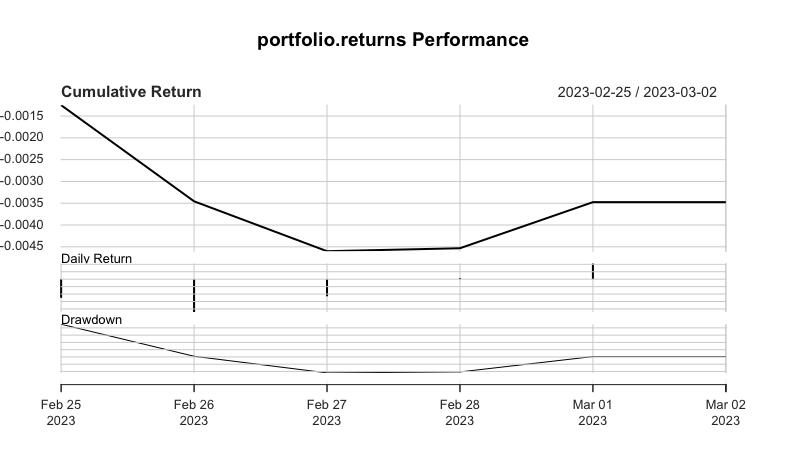 portfolio.returns Performance
Cumulative Return 2023-02-25 / 2023-03-02
-0.0015
-0.0020
-0.0025
-0.0030
-0.0035
-0.0040
-0.0045
Daily Return
Drawdown
Feb 25 Feb 26 Feb 27 Feb 28 Mar 01 Mar 02
2023 2023 2023 2023 2023 2023